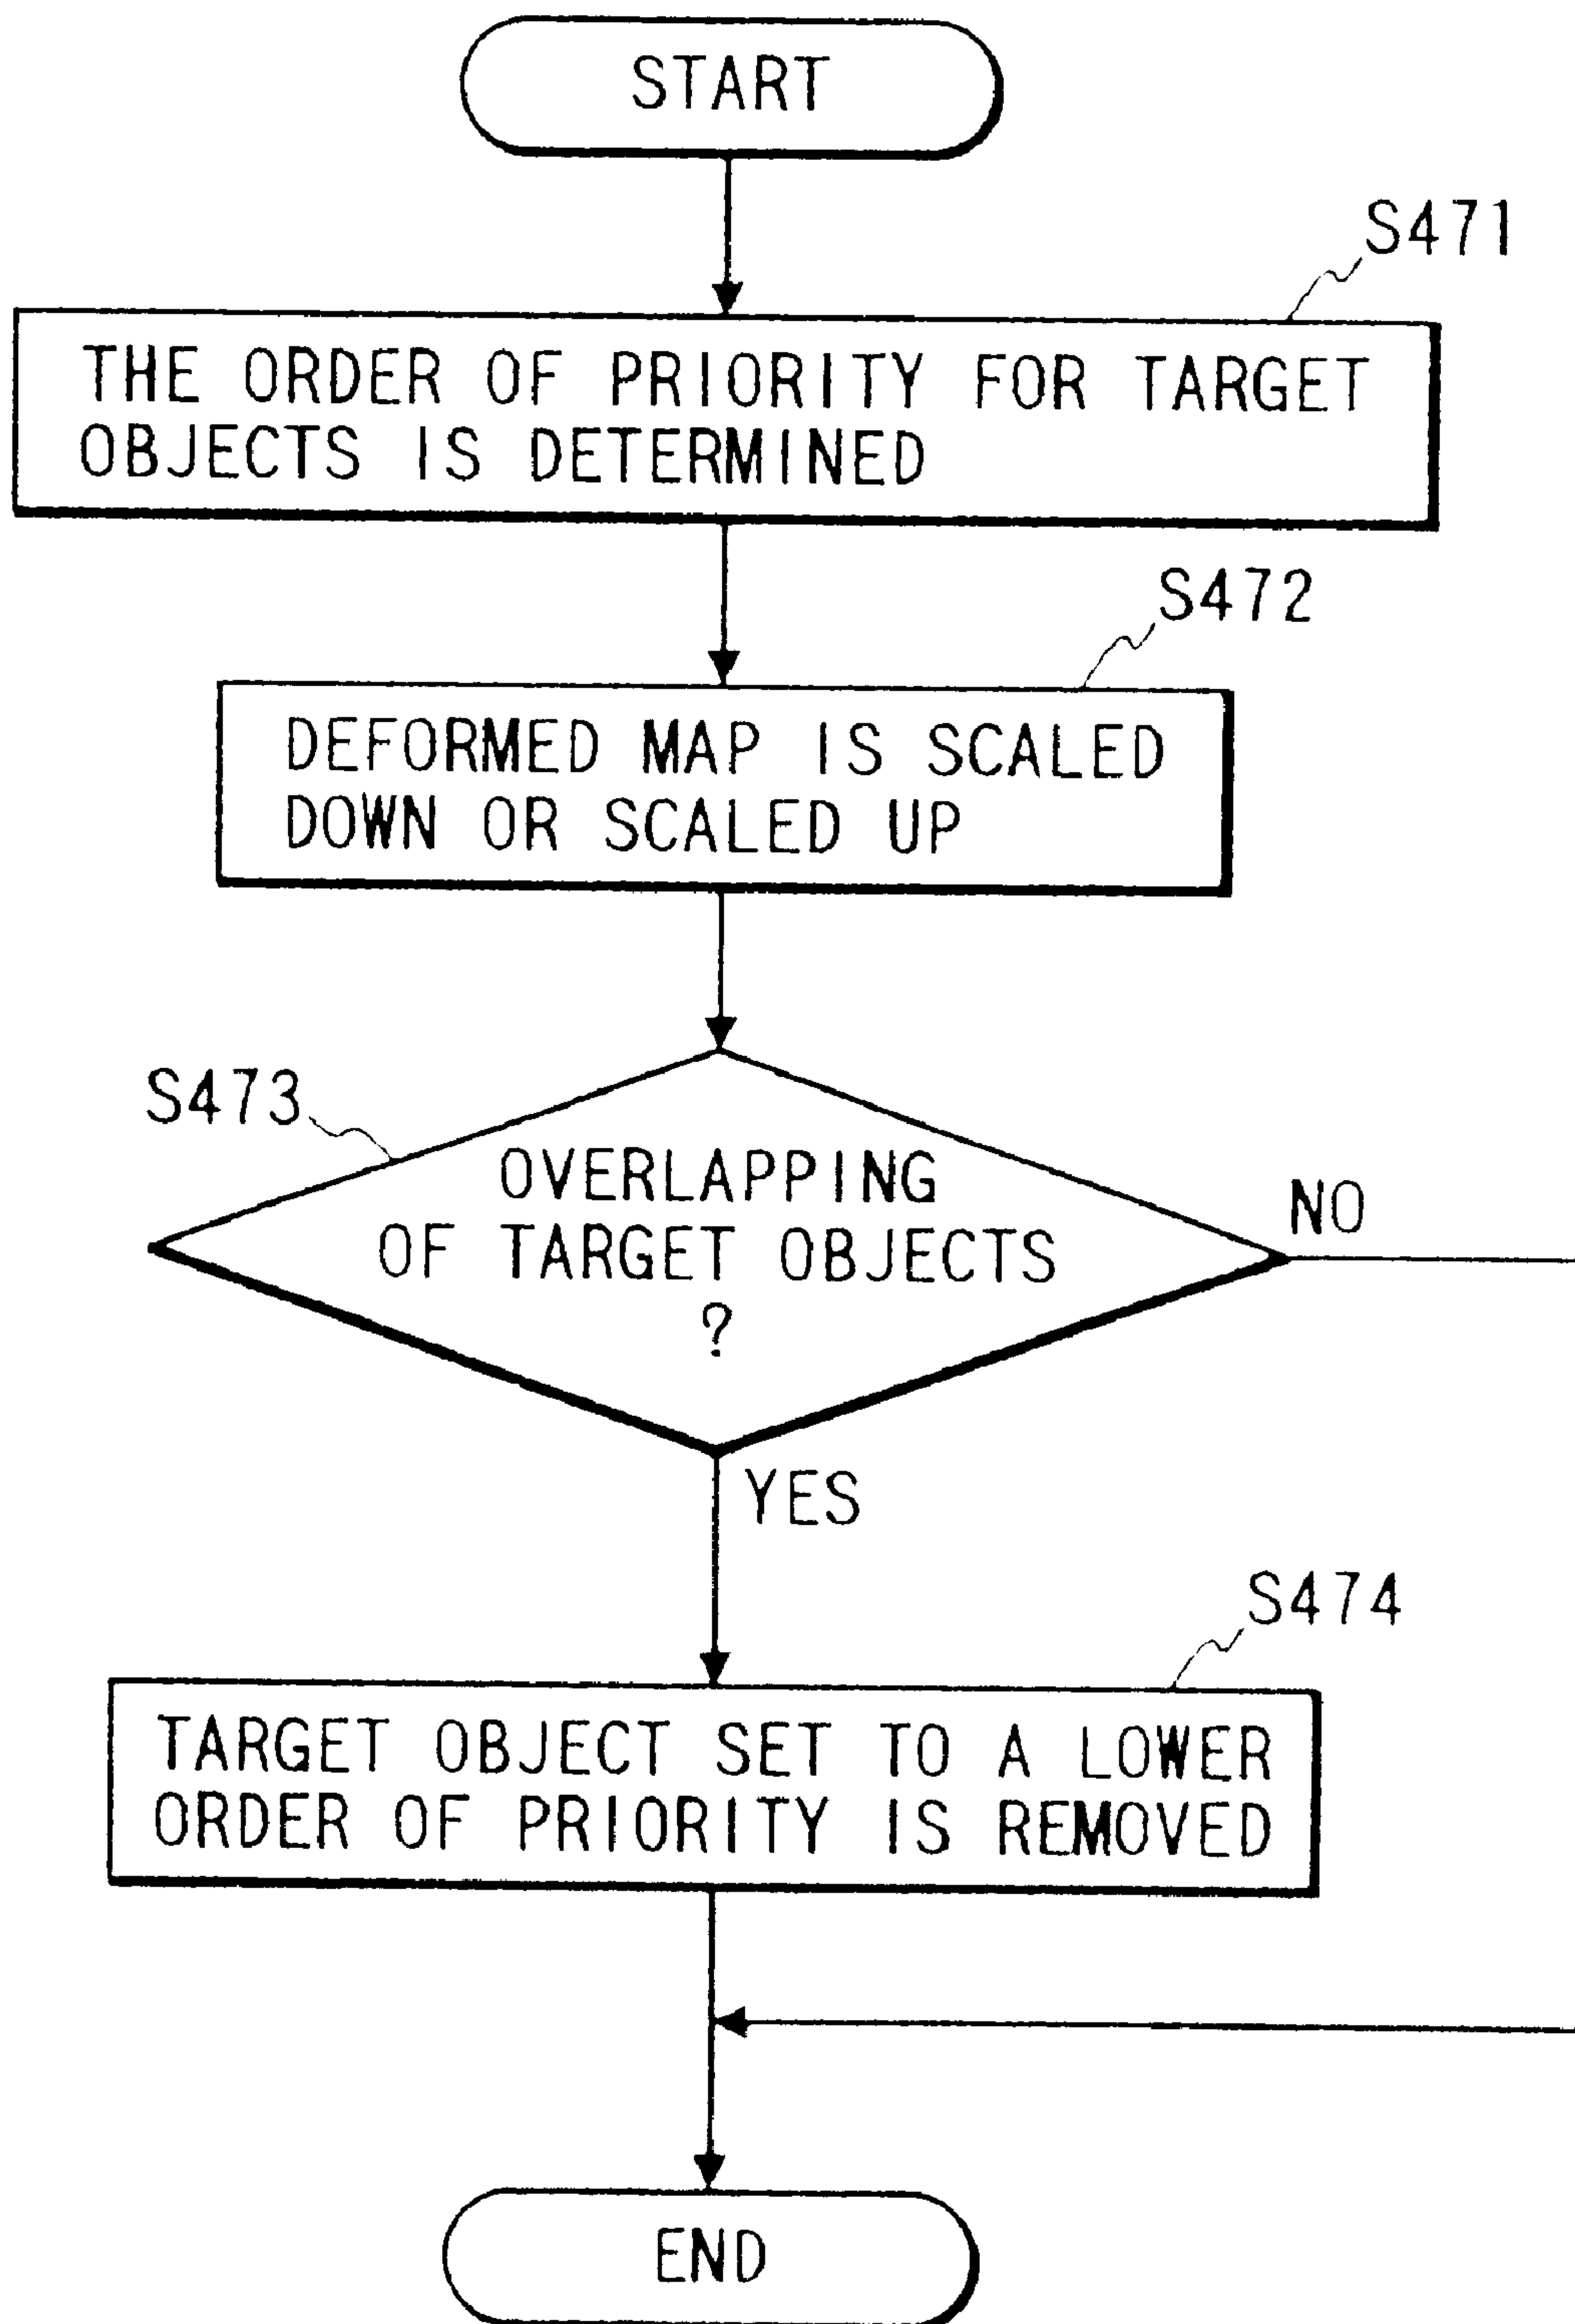 START
S471
THE ORDER OF PRIORITY FOR TARGET
OBJECTS IS DETERMINED
S472
DEFORMED MAP IS SCALED
DOWN OR SCALED UP
S473
OVERLAPPING
OF TARGET OBJECTS
?
NO
YES
S474
TARGET OBJECT SET TO A LOWER
ORDER OF PRIORITY IS REMOVED
END